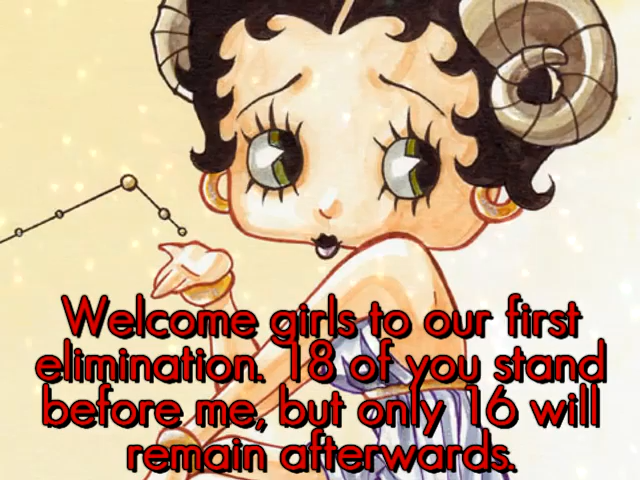 Welcome girls to our first
elimination. 18 of you stand
before me, but only 16 will
remain afterwards.